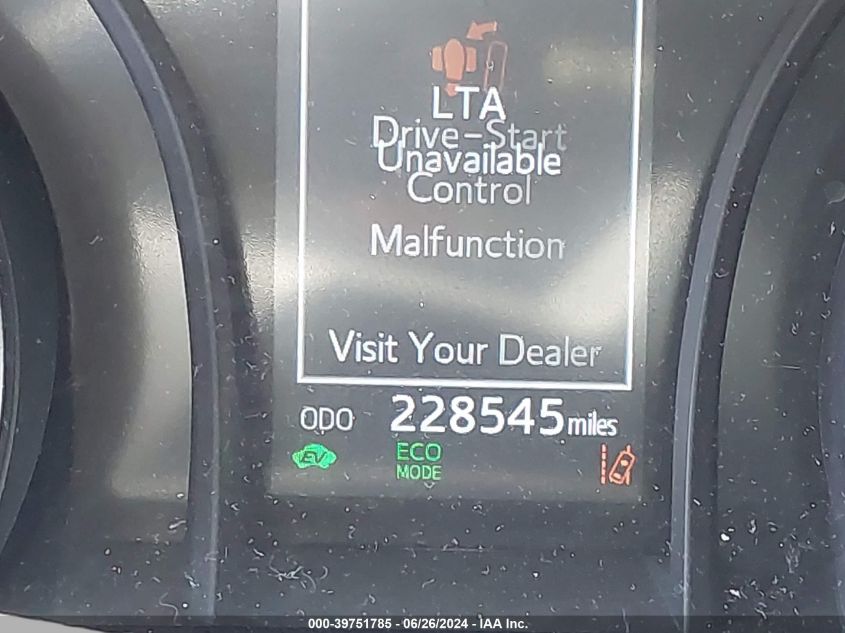 LTA
Drive-Start
Unavailable
Control
Malfunction
Visit Your Dealer
ODO 228545 miles
EV ECO
MODE
000-39751785 - 06/26/2024 - IAA Inc.